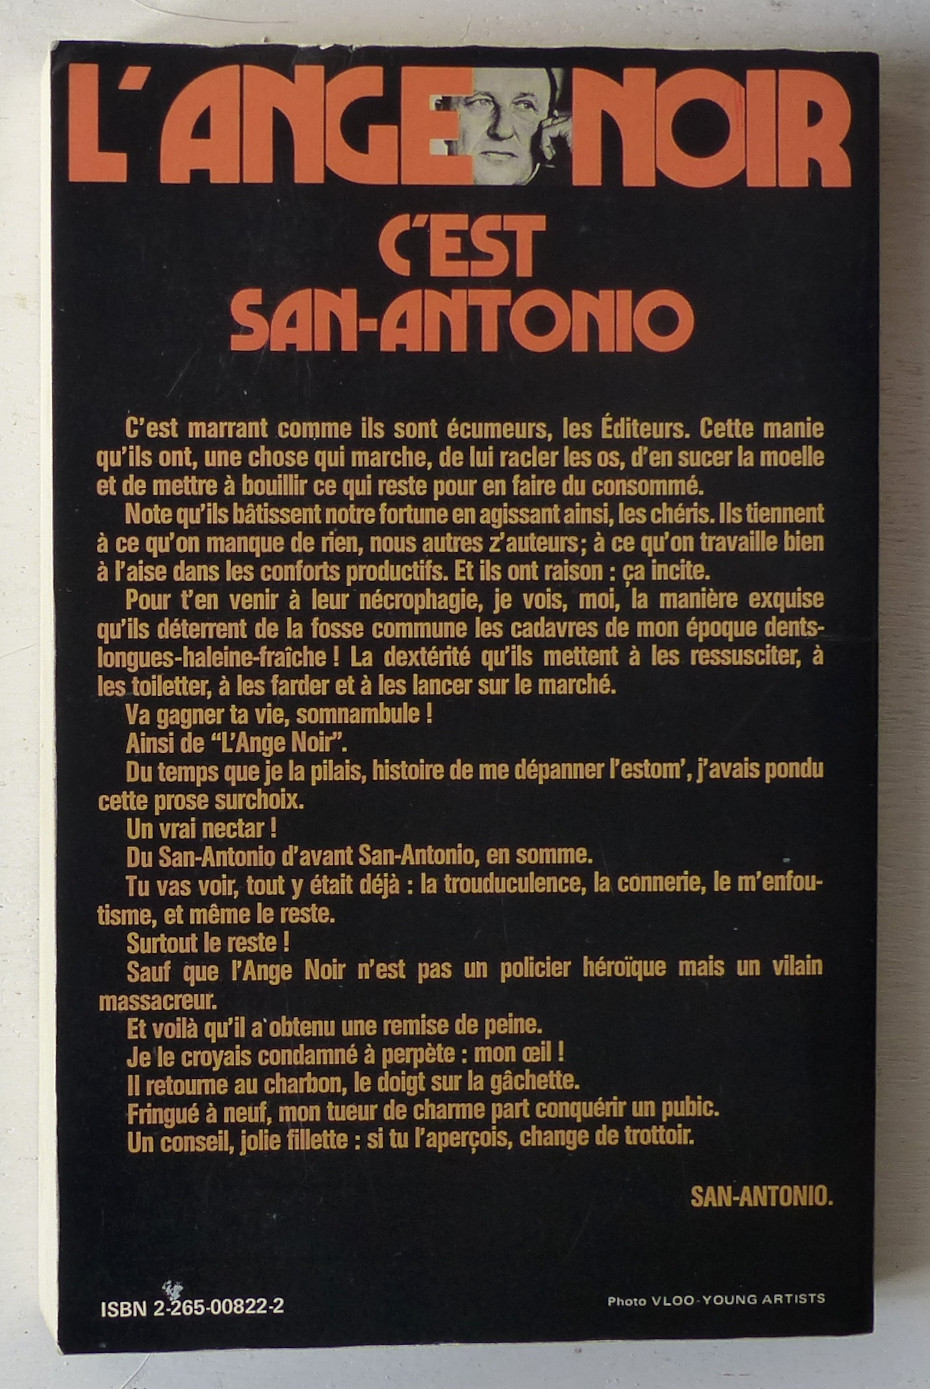 L'ANGE NOIR
C'EST
SAN-ANTONIO
C'est marrant comme ils sont écumeurs, les Éditeurs. Cette manie
qu'ils ont, une chose qui marche, de lui racler les os, d'en sucer la moelle
et de mettre à bouillir ce qui reste pour en faire du consommé.
Note qu'ils bâtissent notre fortune en agissant ainsi, les chéris. Ils tiennent
à ce qu'on manque de rien, nous autres z'auteurs; à ce qu'on travaille bien
à l'aise dans les conforts productifs. Et ils ont raison : ça incite.
Pour t'en venir à leur nécrophagie, je vois, moi, la manière exquise
qu'ils déterrent de la fosse commune les cadavres de mon époque dents-
longues-haleine-fraîche ! La dextérité qu'ils mettent à les ressusciter, à
les toiletter, à les farder et à les lancer sur le marché.
Va gagner ta vie, somnambule !
Ainsi de “L'Ange Noir”.
Du temps que je la pilais, histoire de me dépanner l'estom', j'avais pondu
cette prose surchoix.
Un vrai nectar !
Du San-Antonio d'avant San-Antonio, en somme.
Tu vas voir, tout y était déjà : la trouduculence, la connerie, le m'enfou-
tisme, et même le reste.
Surtout le reste !
Sauf que l'Ange Noir n'est pas un policier héroïque mais un vilain
massacreur.
Et voilà qu'il a obtenu une remise de peine.
Je le croyais condamné à perpète : mon œil !
Il retourne au charbon, le doigt sur la gâchette.
Fringué à neuf, mon tueur de charme part conquérir un pubic.
Un conseil, jolie fillette : si tu l'aperçois, change de trottoir.
SAN-ANTONIO.
ISBN 2-265-00822-2
Photo VLOO-YOUNG ARTISTS